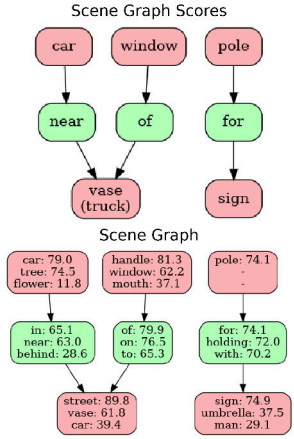 Scene Graph Scores
car window pole
near of for
vase
(truck)
sign
Scene Graph
car: 79.0
tree: 74.5
flower: 11.8
handle: 81.3
window: 62.2
mouth: 37.1
pole: 74.1
-
-
in: 65.1
near: 63.0
behind: 28.6
of: 79.9
on: 76.5
to: 65.3
for: 74.1
holding: 72.0
with: 70.2
street: 89.8
vase: 61.8
car: 39.4
sign: 74.9
umbrella: 37.5
man: 29.1